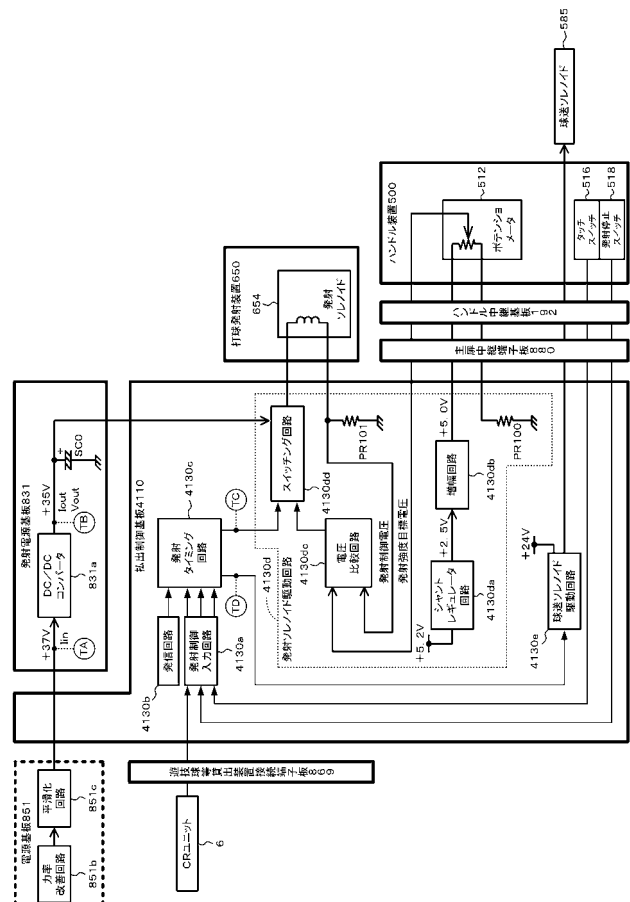 電源基板851
力率
改善回路
851b
平滑化
回路
851c
発射電源基板831
+37V
Iin
TA
DC/DC
コンバータ
831a
+35V
Iout
Vout
TB
+
SC0
CRユニット
6
遊技球等貸出装置接続端子板869
払出制御基板4110
発信回路
4130b
発射制御
入力回路
4130a
発射
タイミング
回路
4130c
TC
TD
4130d
発射ソレノイド駆動回路
スイッチング回路
4130dd
電圧
比較回路
4130dc
発射制御電圧
発射強度目標電圧
PR101
+5. 2V
シャント
レギュレータ回路
4130da
+2. 5V
増幅回路
4130db
+5. 0V
PR100
+24V
球送ソレノイド
駆動回路
4130e
打球発射装置650
654
発射
ソレノイド
主扉中継端子板880
ハンドル中継基板192
ハンドル装置500
512
ポテンショ
メータ
タッチ
スイッチ
516
発射停止
スイッチ
518
球送ソレノイド
585